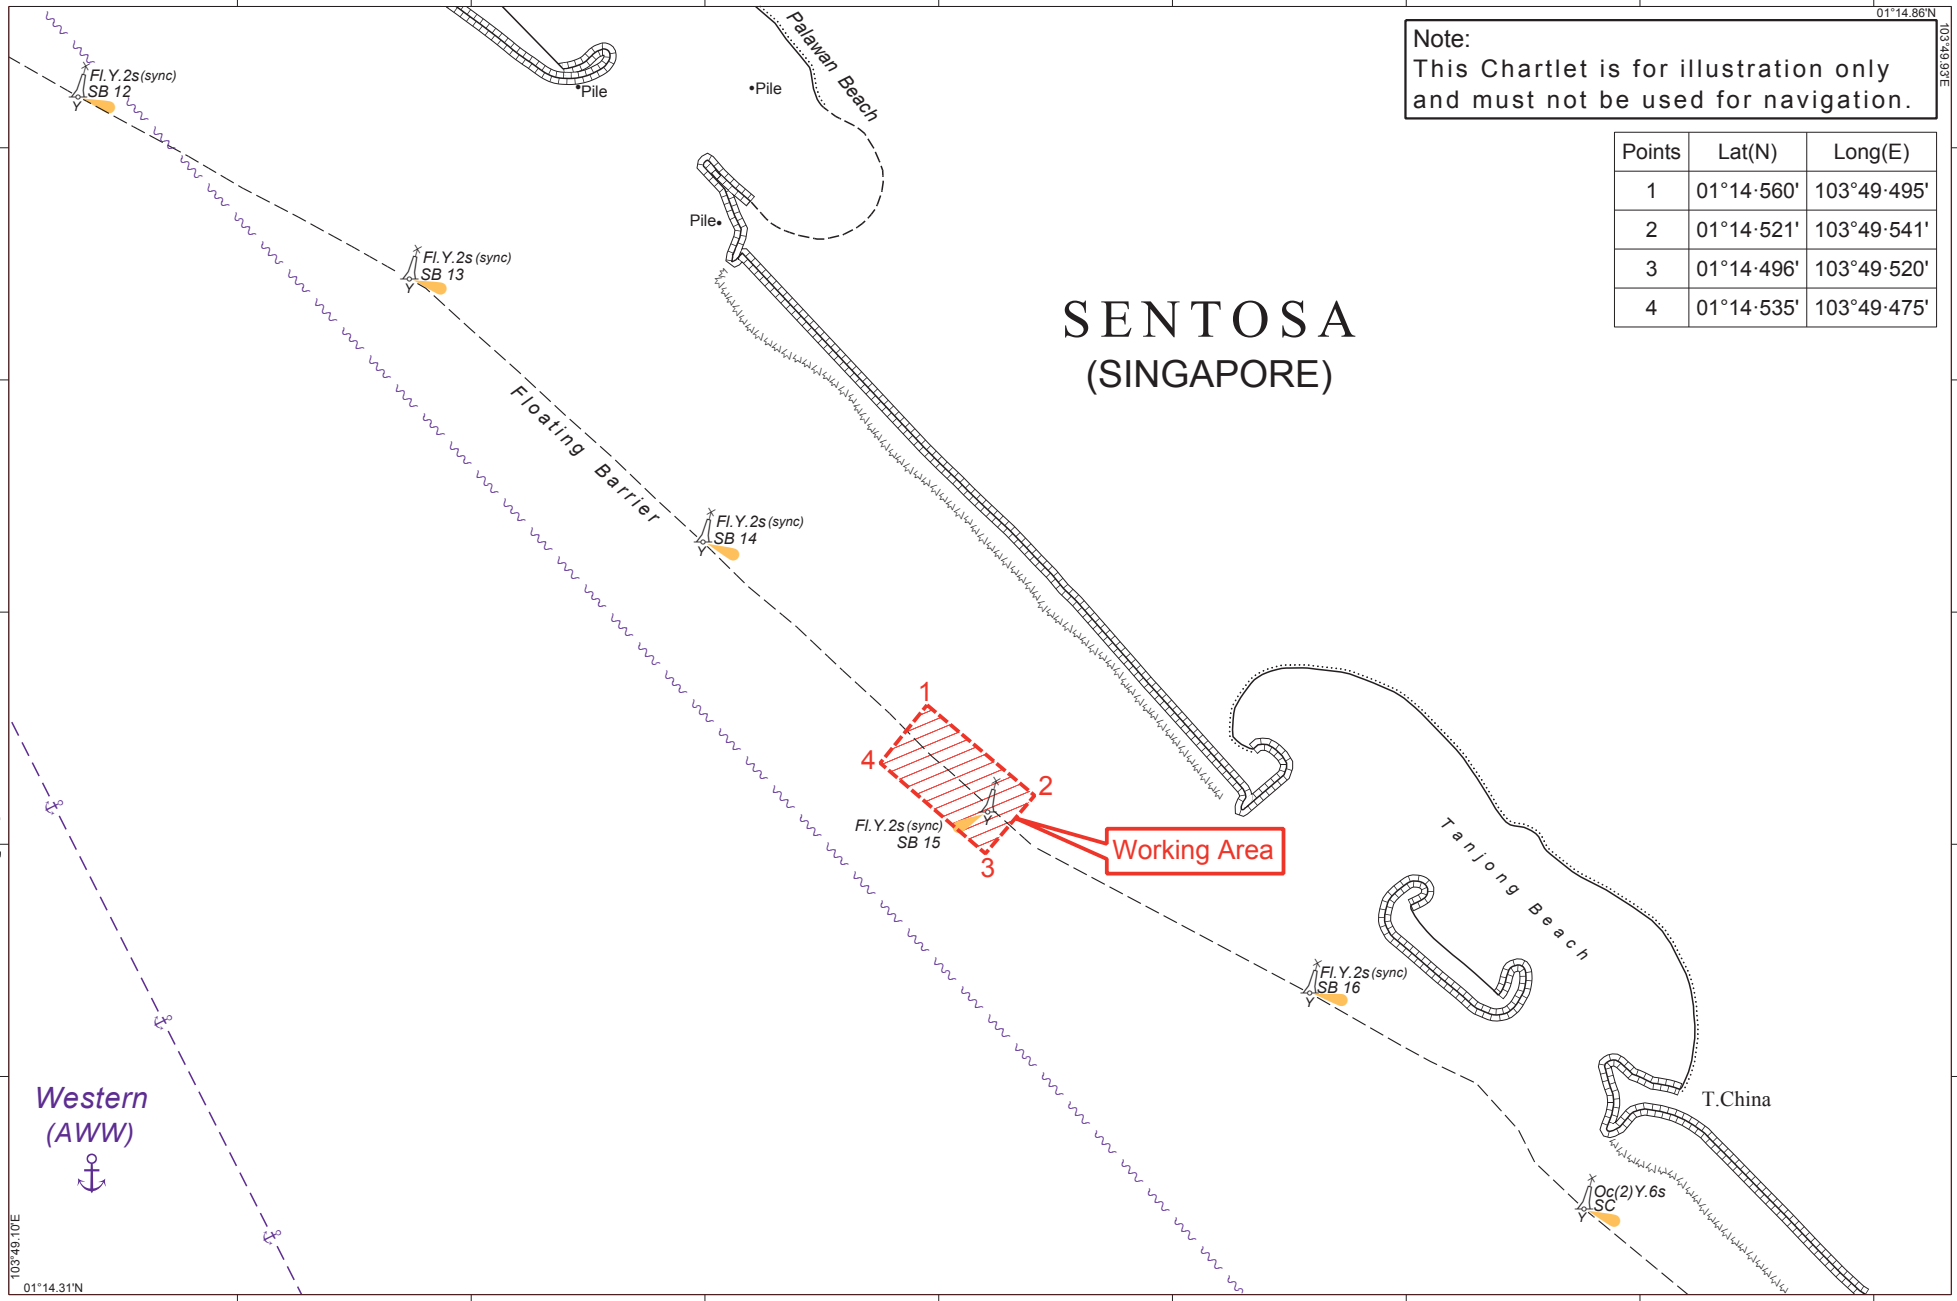 01°14.86'N
103°49.93'E
Note:
This Chartlet is for illustration only
and must not be used for navigation.
Points Lat(N) Long(E)
1 01°14·560' 103°49·495'
2 01°14·521' 103°49·541'
3 01°14·496' 103°49·520'
4 01°14·535' 103°49·475'
Fl.Y.2s(sync)
SB 12
Y
Pile
Pile
Palawan Beach
Pile
Fl.Y.2s(sync)
SB 13
Y
SENTOSA
(SINGAPORE)
Floating Barrier
Fl.Y.2s(sync)
SB 14
Y
1
4
2
Fl.Y.2s(sync)
SB 15
Y
3
Working Area
Tanjong Beach
Fl.Y.2s(sync)
SB 16
Y
Western
(AWW)
T.China
Oc(2)Y.6s
SC
Y
103°49.10'E
01°14.31'N